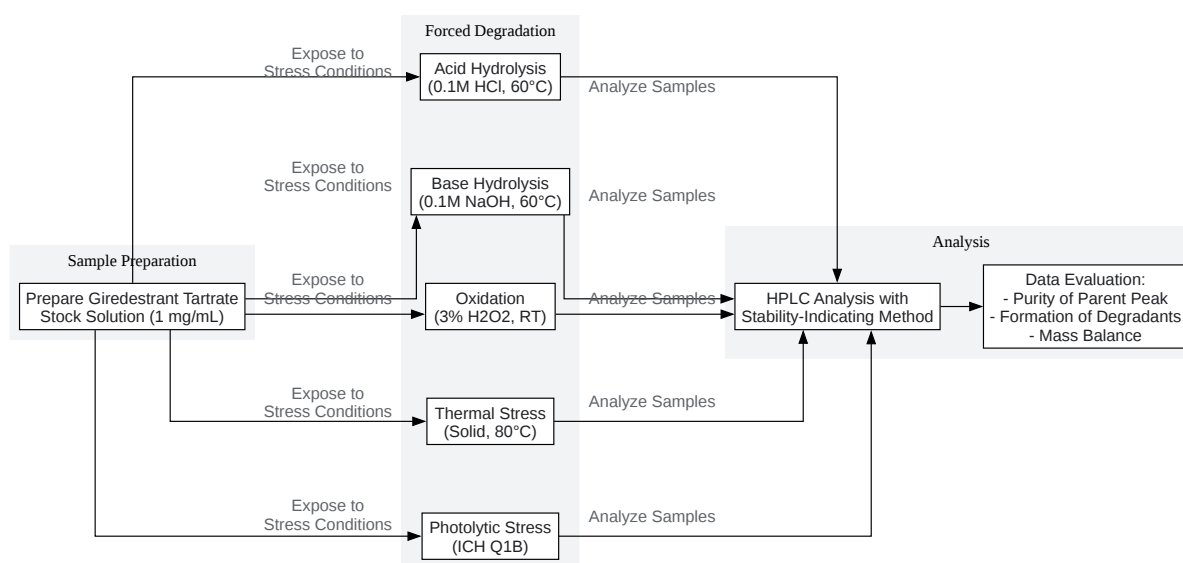 Forced Degradation
Expose to
Stress Conditions
Acid Hydrolysis
(0.1M HCl, 60°C)
Analyze Samples
Expose to
Stress Conditions
Base Hydrolysis
(0.1M NaOH, 60°C)
Analyze Samples
Sample Preparation
Prepare Giredestrant Tartrate
Stock Solution (1 mg/mL)
Expose to
Stress Conditions
Oxidation
(3% H2O2, RT)
Analyze Samples
Analysis
HPLC Analysis with
Stability-Indicating Method
Data Evaluation:
- Purity of Parent Peak
- Formation of Degradants
- Mass Balance
Expose to
Stress Conditions
Thermal Stress
(Solid, 80°C)
Analyze Samples
Expose to
Stress Conditions
Photolytic Stress
(ICH Q1B)
Analyze Samples